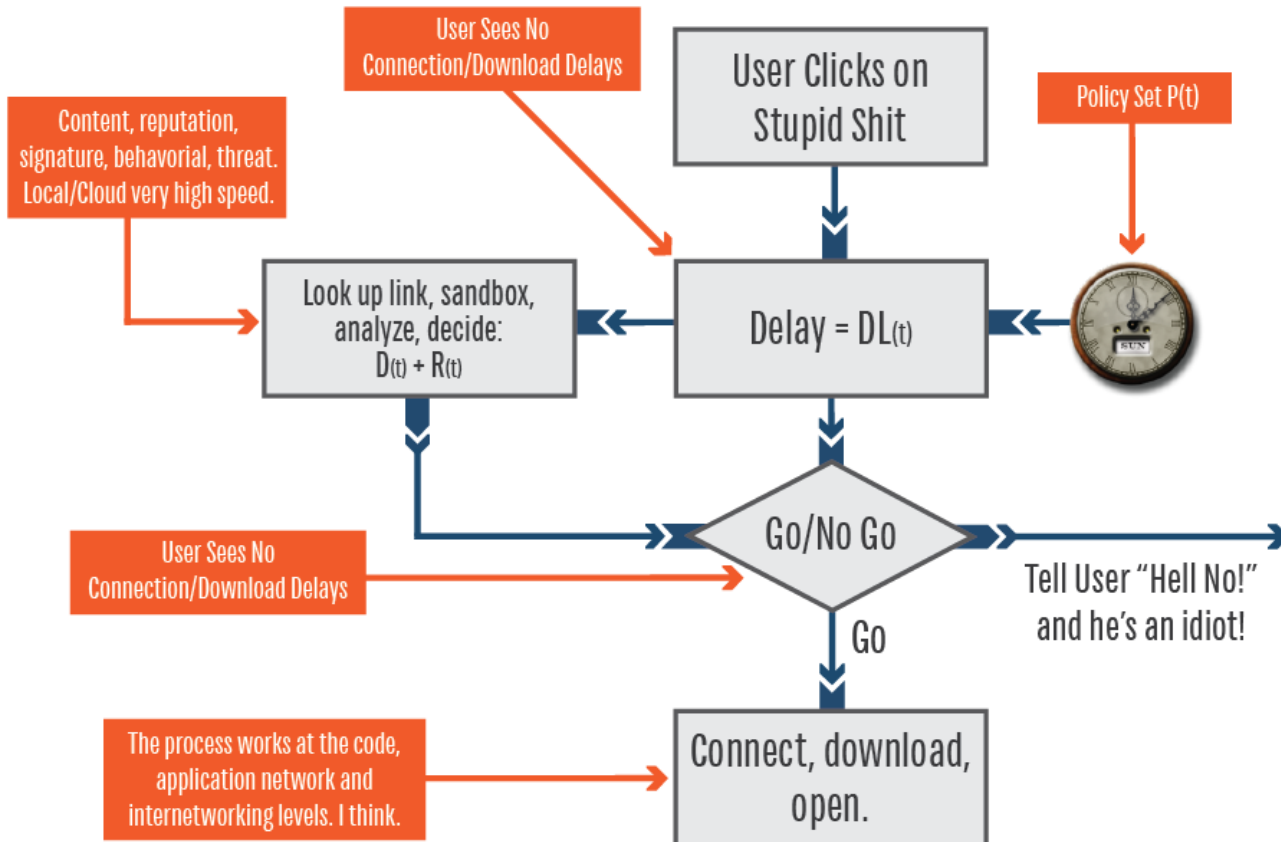 User Sees No
Connection/Download Delays
User Clicks on
Stupid Shit
Policy Set P(t)
Content, reputation,
signature, behavorial, threat.
Local/Cloud very high speed.
Look up link, sandbox,
analyze, decide:
D(t) + R(t)
Delay = DL(t)
SUN
User Sees No
Connection/Download Delays
Go/No Go
Tell User “Hell No!”
and he’s an idiot!
Go
The process works at the code,
application network and
internetworking levels. I think.
Connect, download,
open.